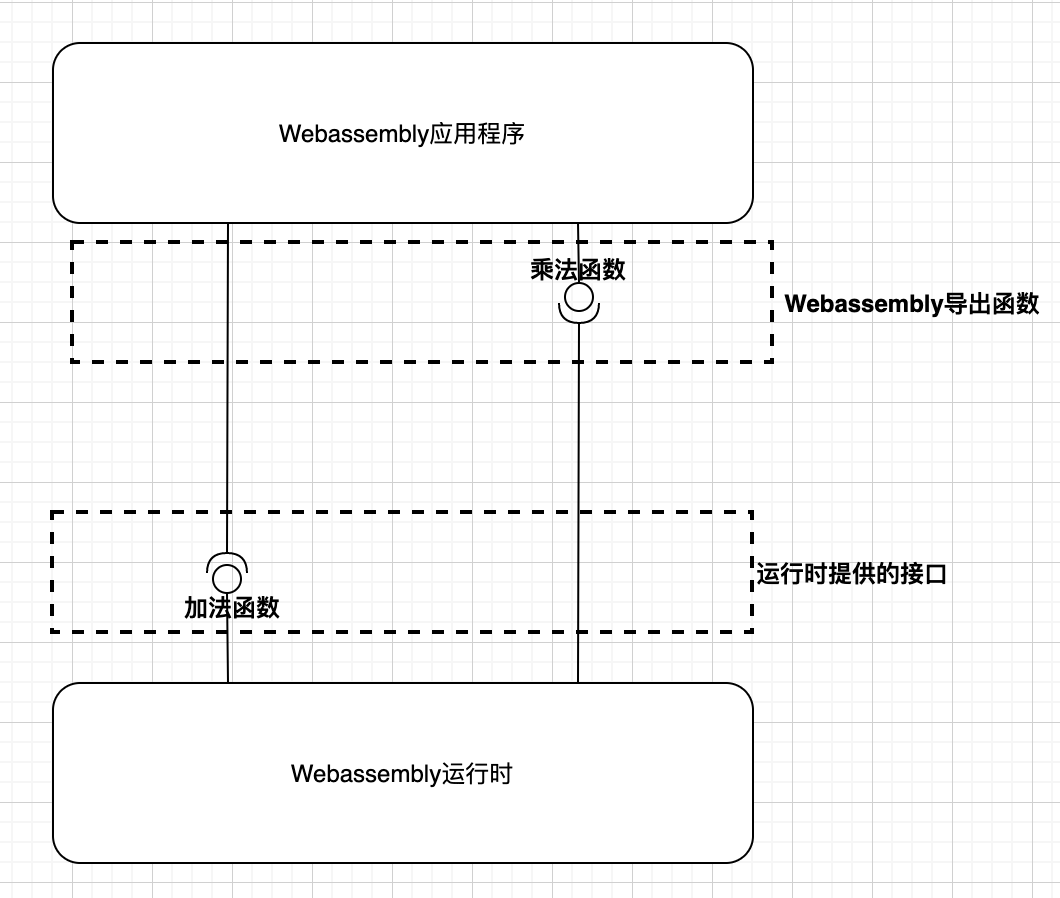 Webassembly应用程序
乘法函数
Webassembly导出函数
运行时提供的接口
加法函数
Webassembly运行时